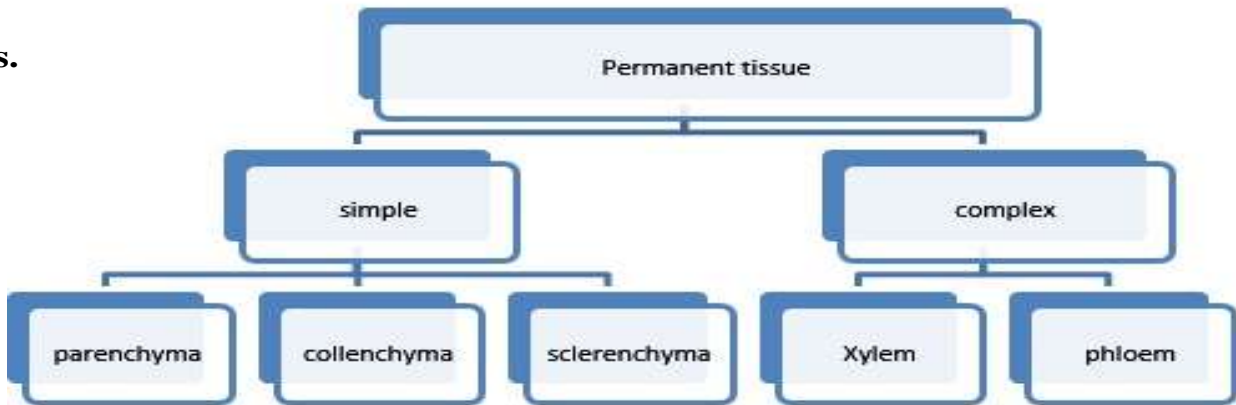 s.
Permanent tissue
simple complex
parenchyma collenchyma sclerenchyma Xylem phloem